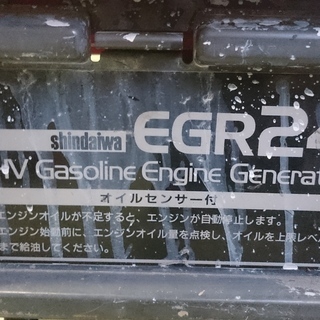 shindaiwa EGR24
HV Gasoline Engine Generat
オイルセンサー付
エンジンオイルが不足すると、エンジンが自動停止します。
エンジン始動前に、エンジンオイル量を点検し、オイルを上限レベ
まで給油してください。